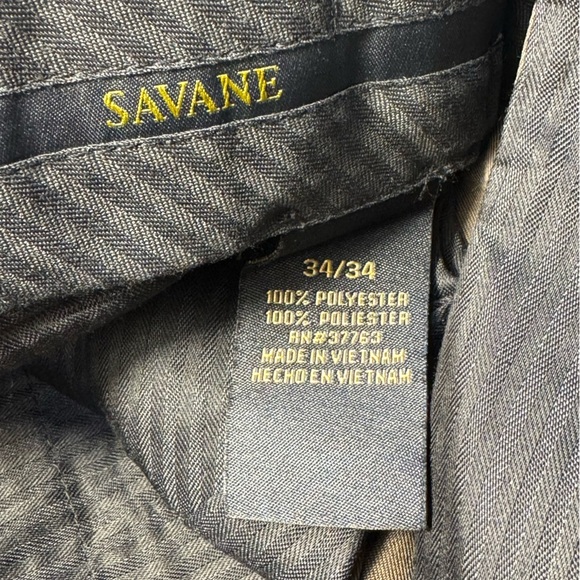 SAVANE
34/34
100% POLYESTER
100% POLIESTER
RN#37763
MADE IN VIETNAM
HECHO EN VIETNAM